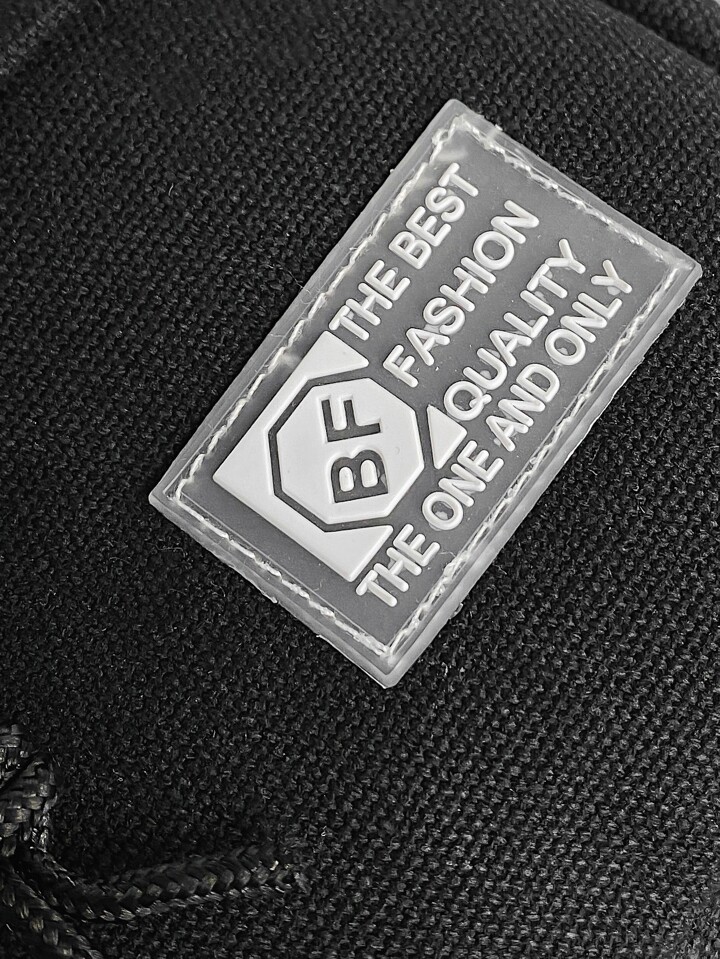 THE BEST
FASHION
BF
QUALITY
THE ONE AND ONLY